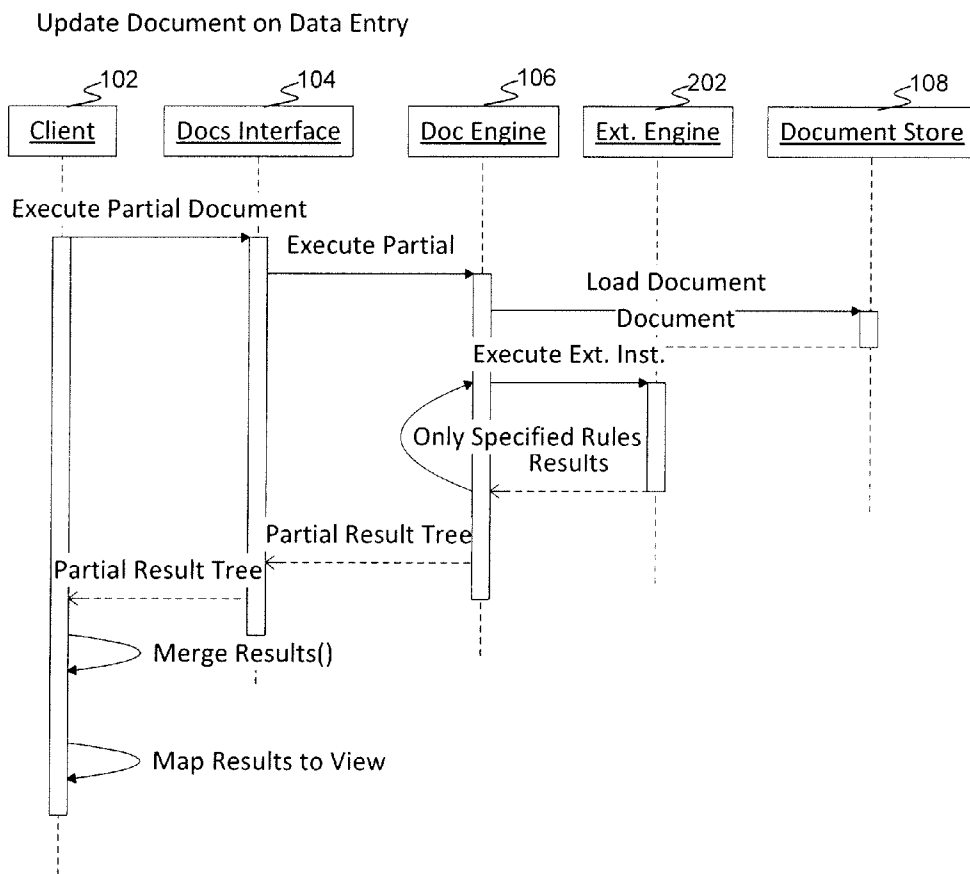 Update Document on Data Entry
102
104
106
202
108
Client
Docs Interface
Doc Engine
Ext. Engine
Document Store
Execute Partial Document
Execute Partial
Load Document
Document
Execute Ext. Inst.
Only Specified Rules
Results
Partial Result Tree
Partial Result Tree
Merge Results()
Map Results to View